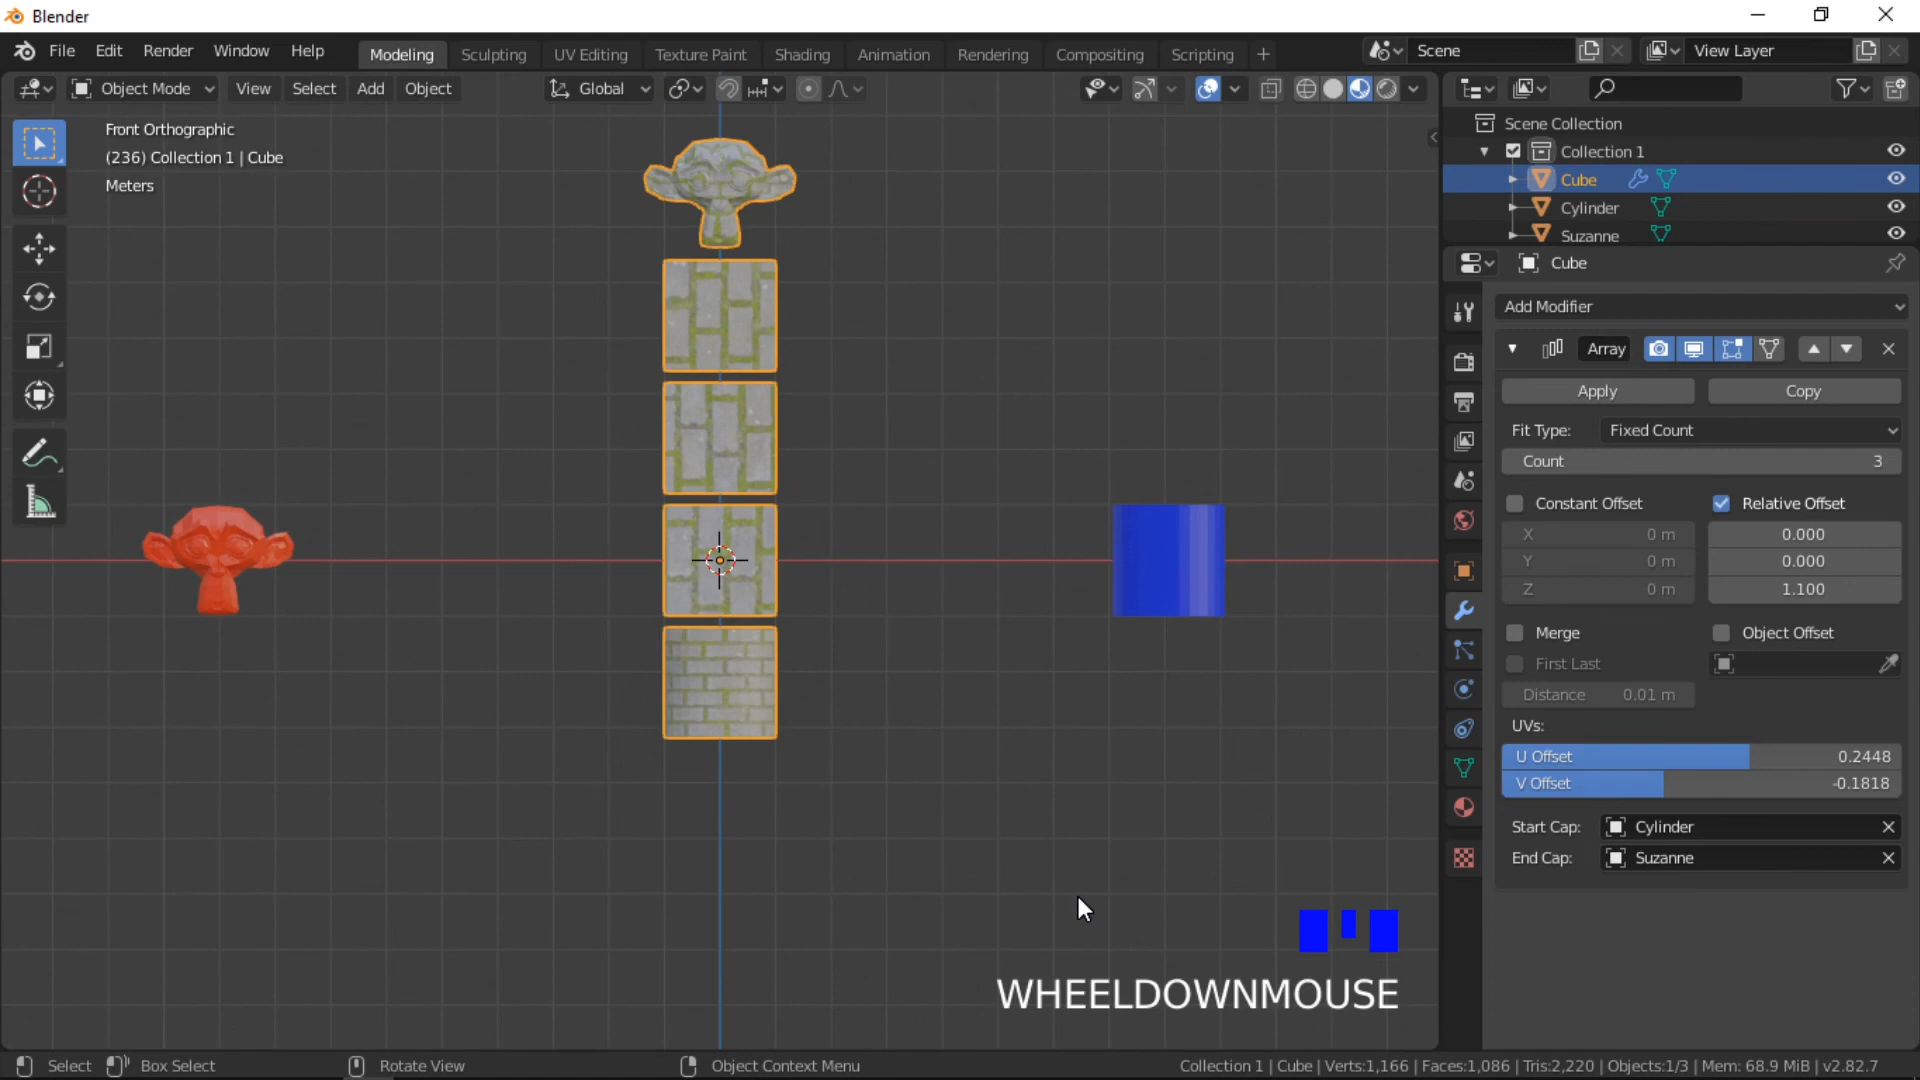 Blender
File Edit Render Window Help Modeling Sculpting UV Editing Texture Paint Shading Animation Rendering Compositing Scripting Scene View Layer
Object Mode View Select Add Object Global
Front Orthographic
(236) Collection 1 | Cube
Meters
Scene Collection
Collection 1
Cube
Cylinder
Suzanne
Cube
Add Modifier
Array
Apply Copy
Fit Type: Fixed Count
Count 3
Constant Offset Relative Offset
X 0 m 0.000
Y 0 m 0.000
Z 0 m 1.100
Merge Object Offset
First Last
Distance 0.01 m
UVs:
U Offset 0.2448
V Offset -0.1818
Start Cap: Cylinder
End Cap: Suzanne
WHEELDOWNMOUSE
Select Box Select Rotate View Object Context Menu Collection 1 | Cube | Verts:1,166 | Faces:1,086 | Tris:2,220 | Objects:1/3 | Mem: 68.9 MiB | v2.82.7